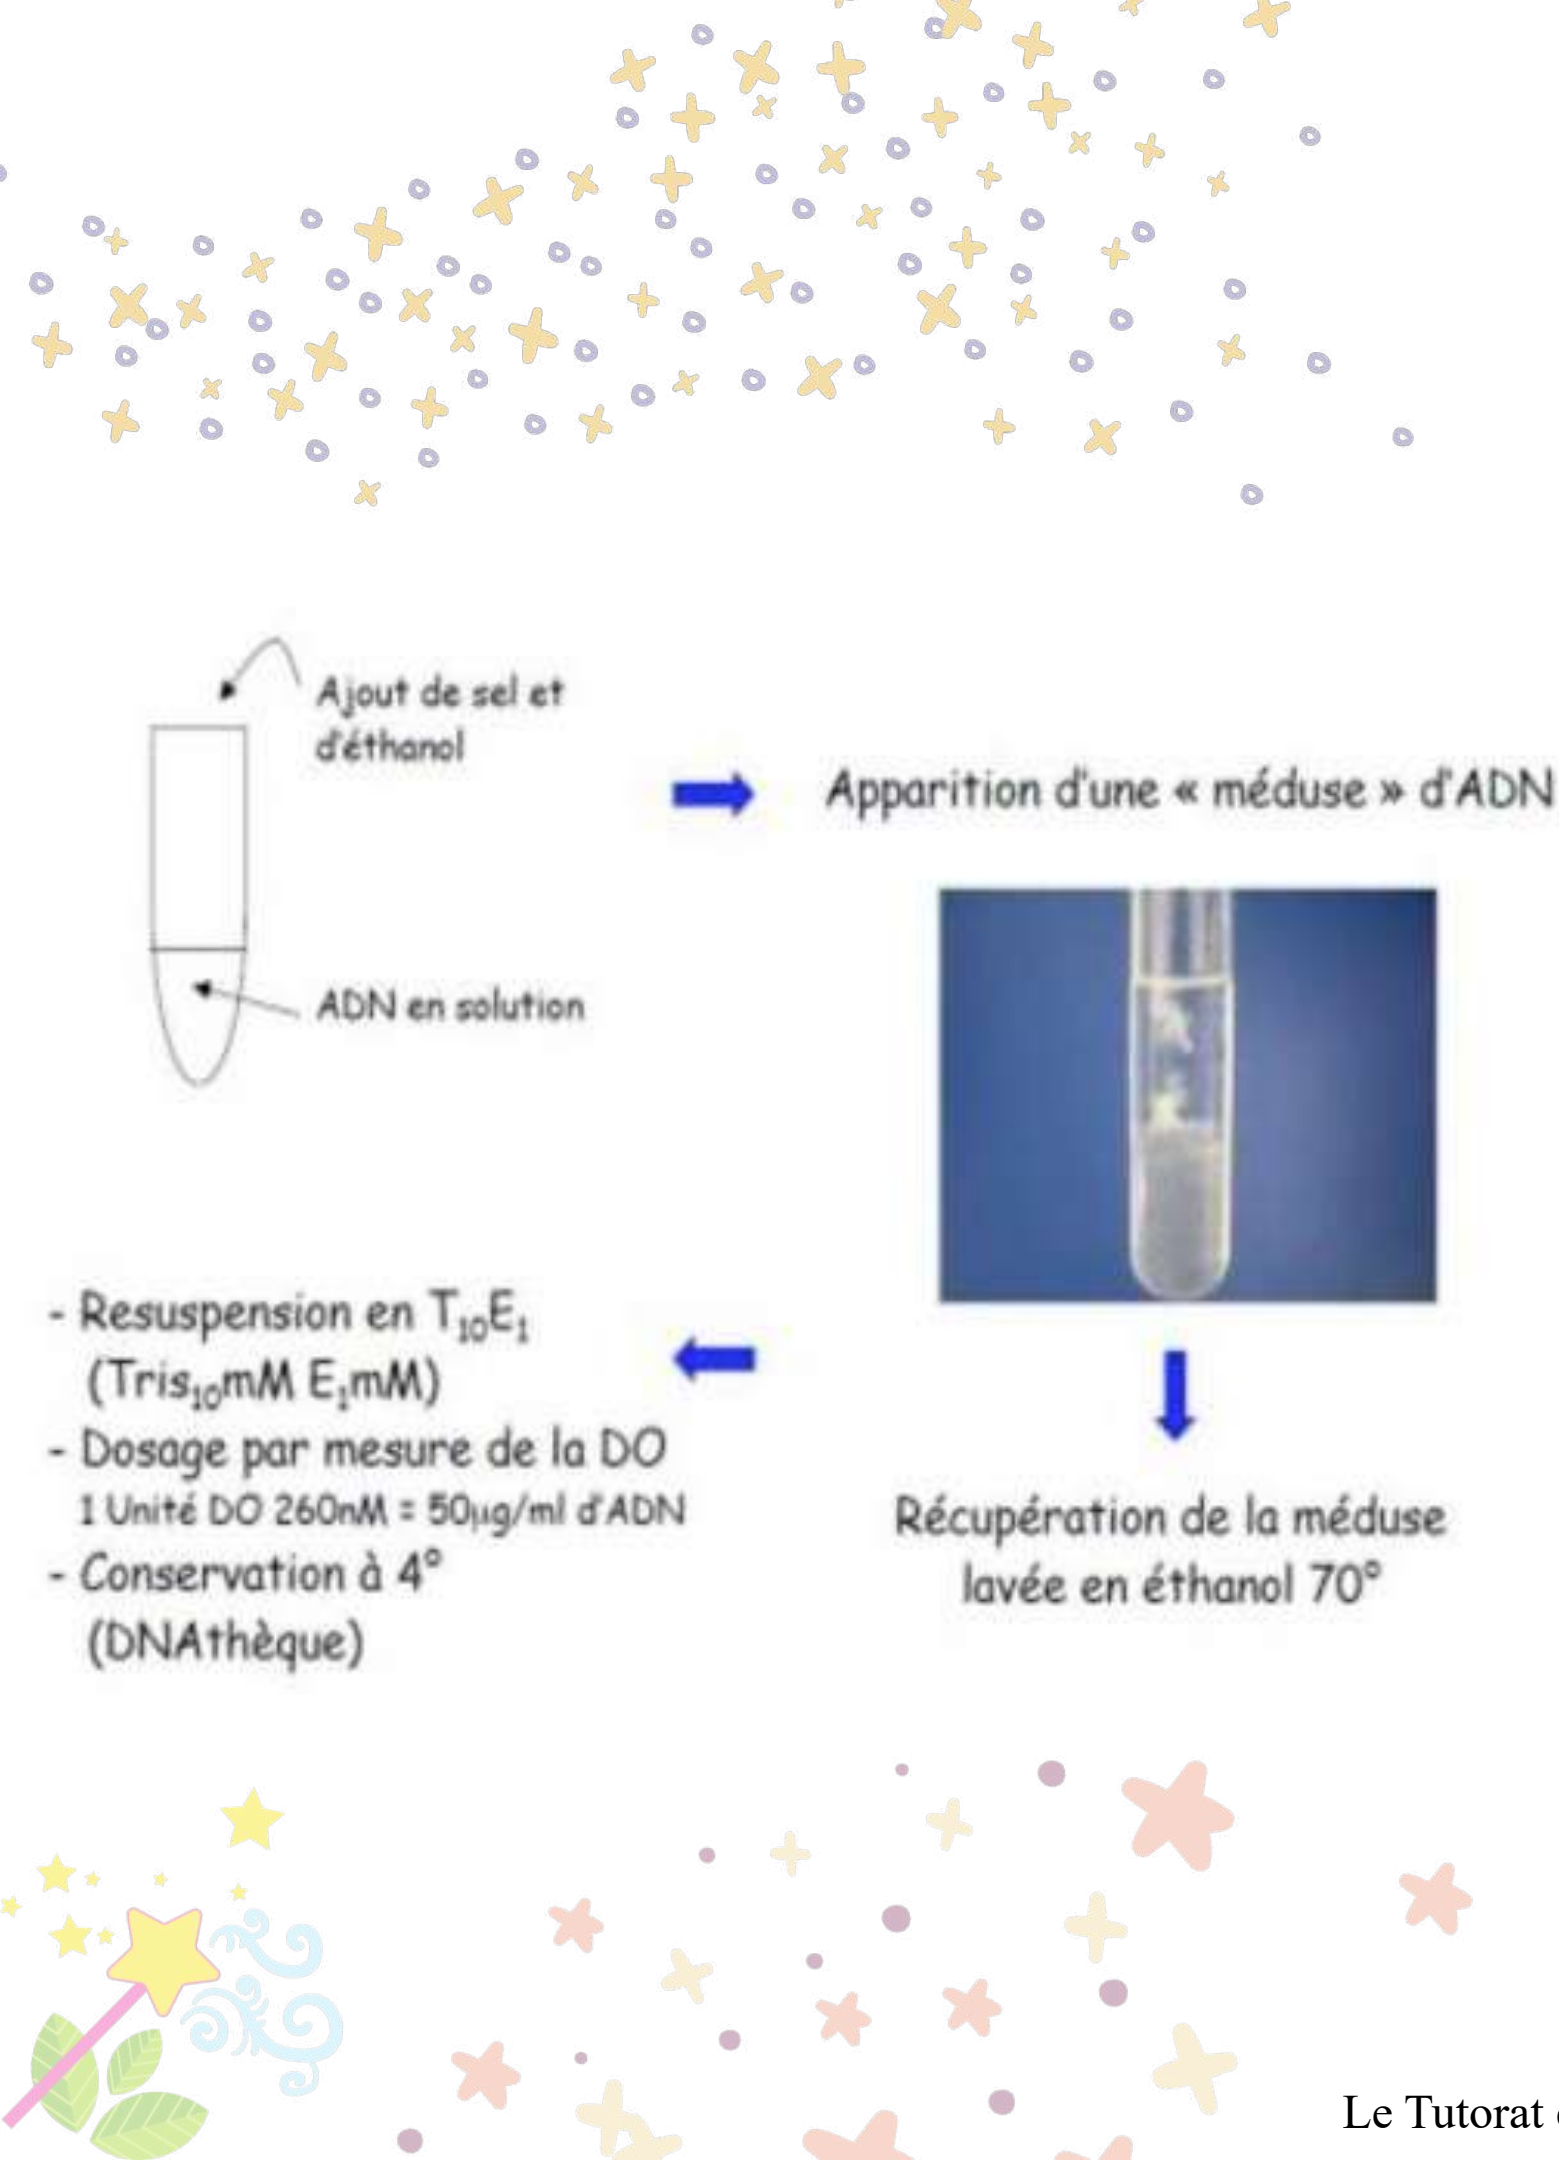 Ajout de sel et
d'éthanol
Apparition d'une « méduse » d'ADN
ADN en solution
Récupération de la méduse
lavée en éthanol 70°
- Resuspension en T₁₀E₁
(Tris₁₀mM E₁mM)
- Dosage par mesure de la DO
1 Unité DO 260nM = 50µg/ml d'ADN
- Conservation à 4°
(DNAthèque)
Le Tutorat